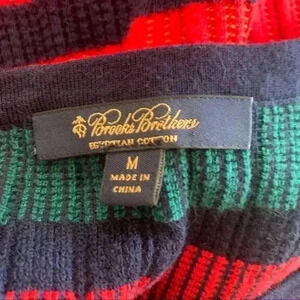 Brooks Brothers
EGYPTIAN COTTON
M
MADE IN
CHINA